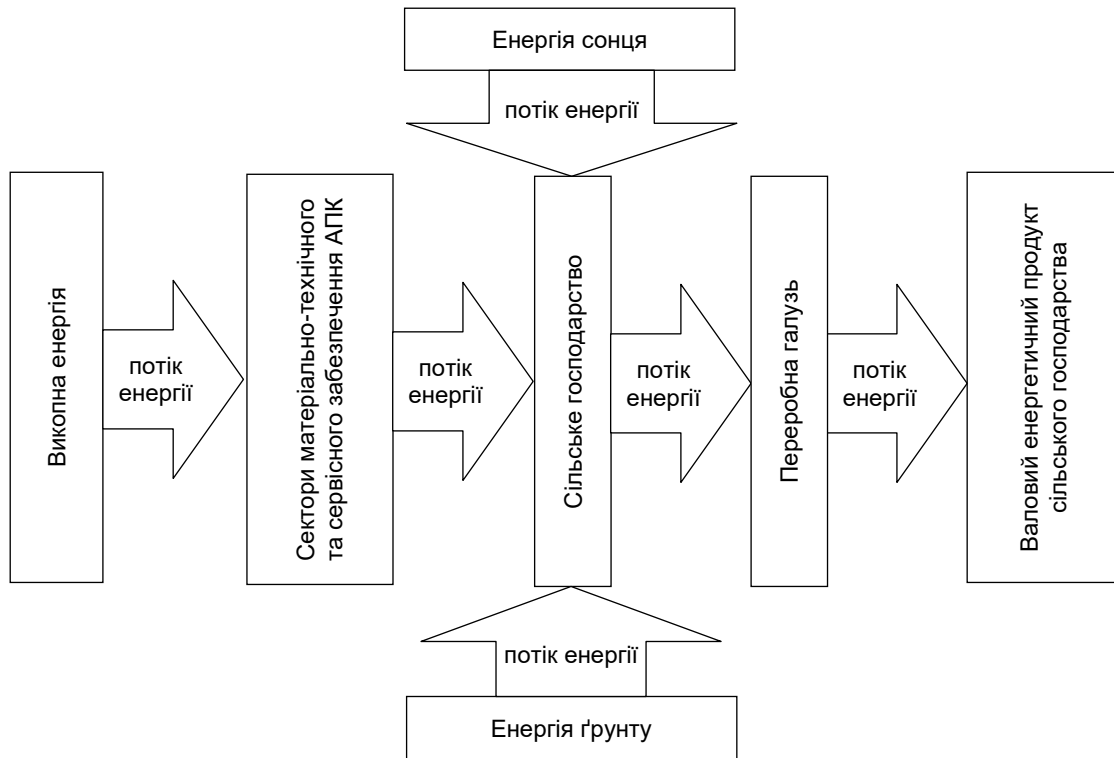 Енергія сонця
потік енергії
Викопна енергія
потік
енергії
Сектори матеріально-технічного
та сервісного забезпечення АПК
потік
енергії
Сільське господарство
потік
енергії
Переробна галузь
потік
енергії
Валовий енергетичний продукт
сільського господарства
потік енергії
Енергія ґрунту